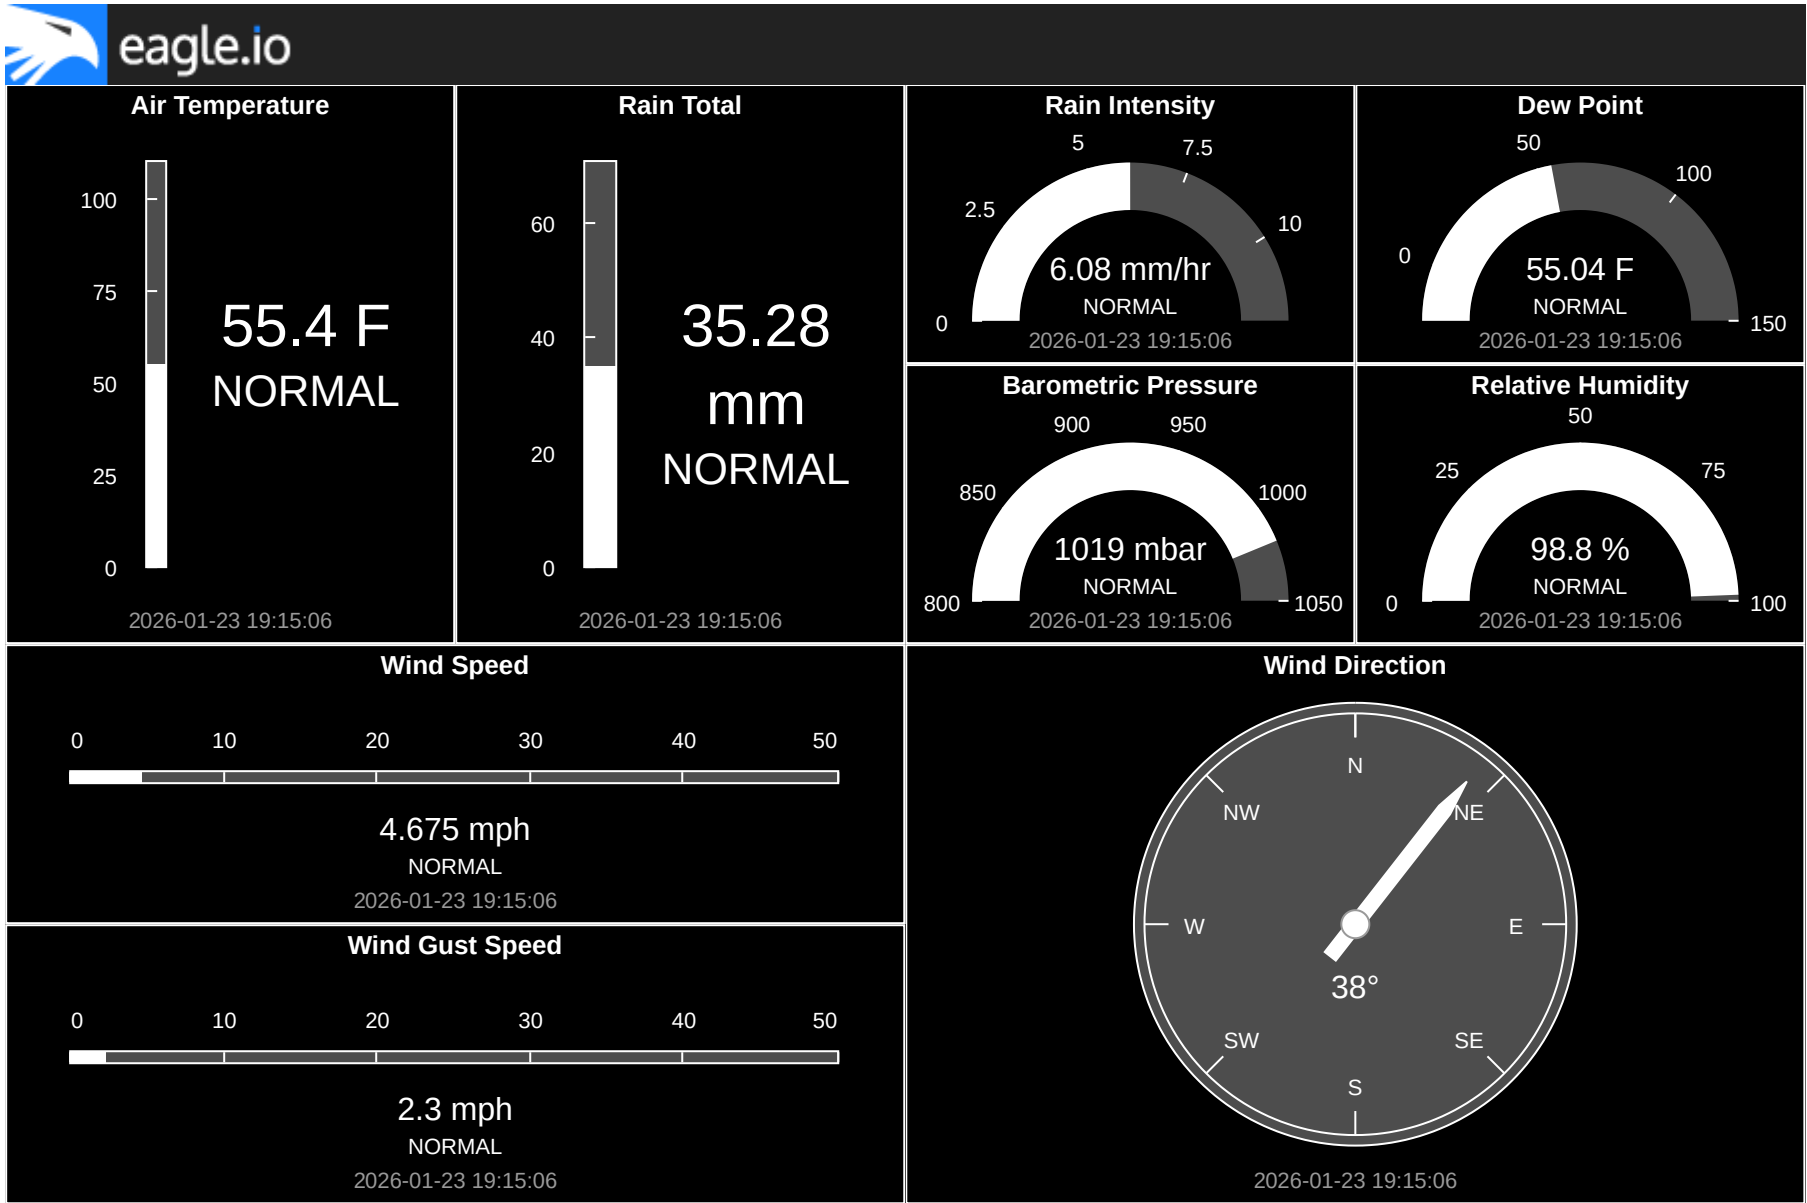 eagle.io
Air Temperature
100
75
50
25
0
55.4 F
NORMAL
2026-01-23 19:15:06
Rain Total
60
40
20
0
35.28
mm
NORMAL
2026-01-23 19:15:06
Rain Intensity
0
2.5
5
7.5
10
6.08 mm/hr
NORMAL
2026-01-23 19:15:06
Dew Point
0
50
100
150
55.04 F
NORMAL
2026-01-23 19:15:06
Barometric Pressure
800
850
900
950
1000
1050
1019 mbar
NORMAL
2026-01-23 19:15:06
Relative Humidity
0
25
50
75
100
98.8 %
NORMAL
2026-01-23 19:15:06
Wind Speed
0 10 20 30 40 50
4.675 mph
NORMAL
2026-01-23 19:15:06
Wind Gust Speed
0 10 20 30 40 50
2.3 mph
NORMAL
2026-01-23 19:15:06
Wind Direction
N
NW NE
W E
38°
SW SE
S
2026-01-23 19:15:06